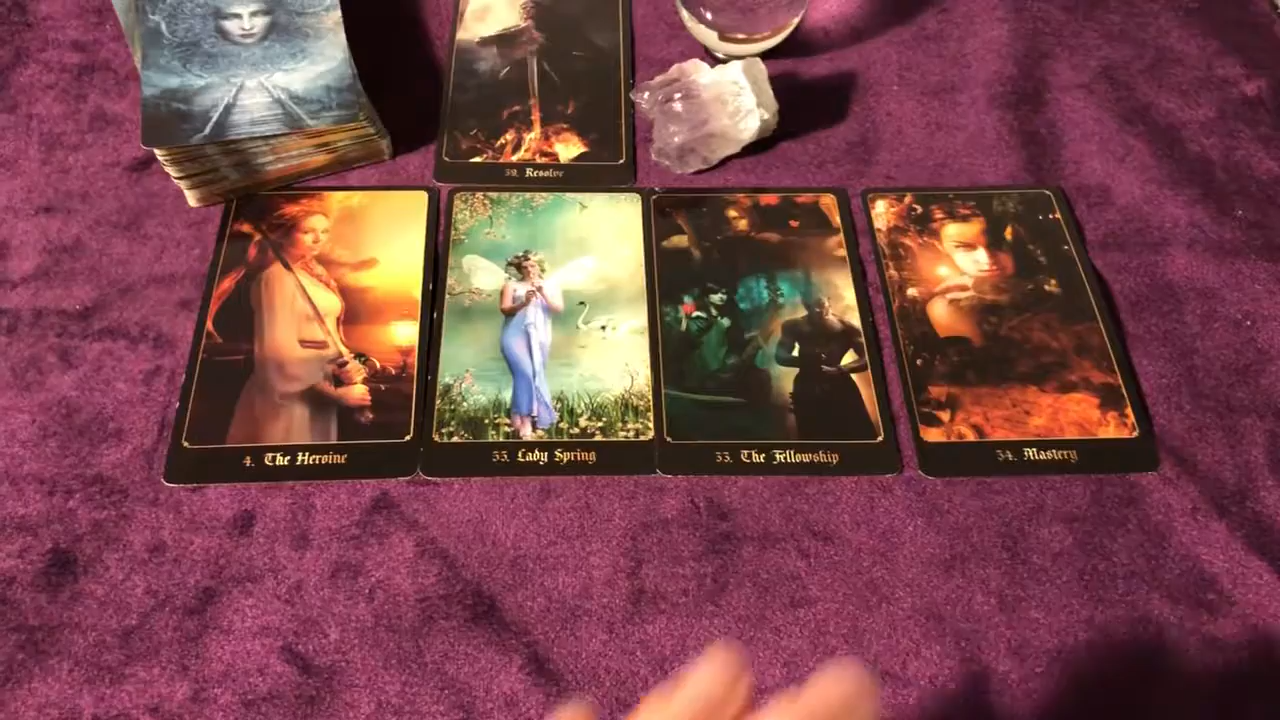 39. Resolve
4. The Heroine
55. Lady Spring
33. The Fellowship
34. Mastery